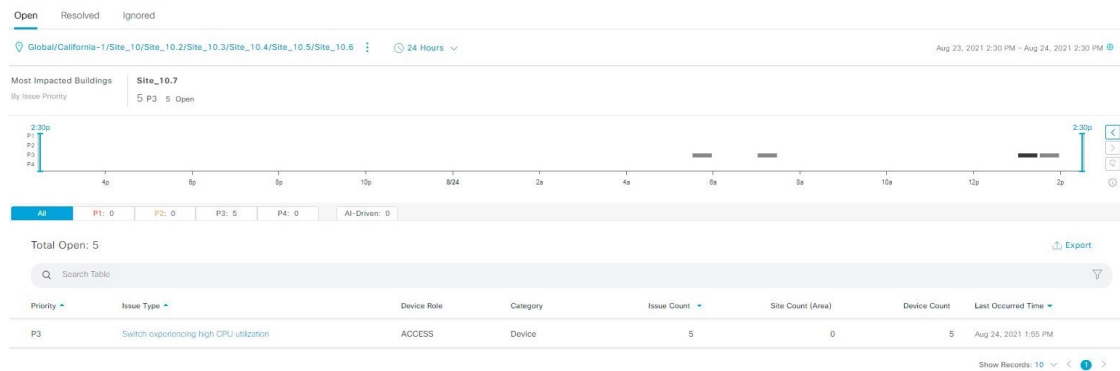 Open Resolved Ignored
Global/California-1/Site_10/Site_10.2/Site_10.3/Site_10.4/Site_10.5/Site_10.6 24 Hours Aug 23, 2021 2:30 PM - Aug 24, 2021 2:30 PM
Most Impacted Buildings Site_10.7
By Issue Priority 5 P3 5 Open
2:30p 2:30p
P1
P2
P3
P4
4p 6p 8p 10p 8/24 2a 4a 6a 8a 10a 12p 2p
All P1: 0 P2: 0 P3: 5 P4: 0 AI-Driven: 0
Total Open: 5 Export
Search Table
Priority Issue Type Device Role Category Issue Count Site Count (Area) Device Count Last Occurred Time
P3 Switch experiencing high CPU utilization ACCESS Device 5 0 5 Aug 24, 2021 1:55 PM
Show Records: 10 1